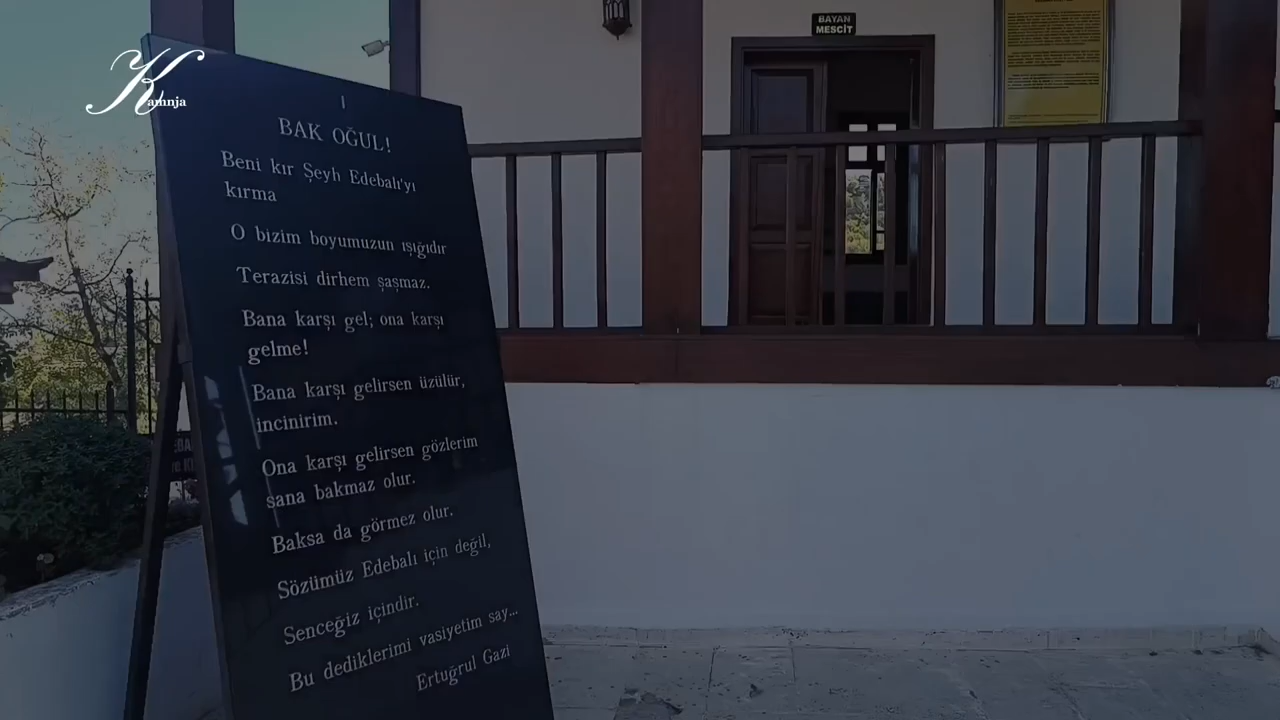 Kamnja
BAYAN
MESCİT
BAK OĞUL!
Beni kır Şeyh Edebalı'yı
kırma
O bizim boyumuzun ışığıdır
Terazisi dirhem şaşmaz.
Bana karşı gel; ona karşı
gelme!
Bana karşı gelirsen üzülür,
incinirim.
Ona karşı gelirsen gözlerim
sana bakmaz olur.
Baksa da görmez olur.
Sözümüz Edebalı için değil,
Senceğiz içindir.
Bu dediklerimi vasiyetim say...
Ertuğrul Gazi